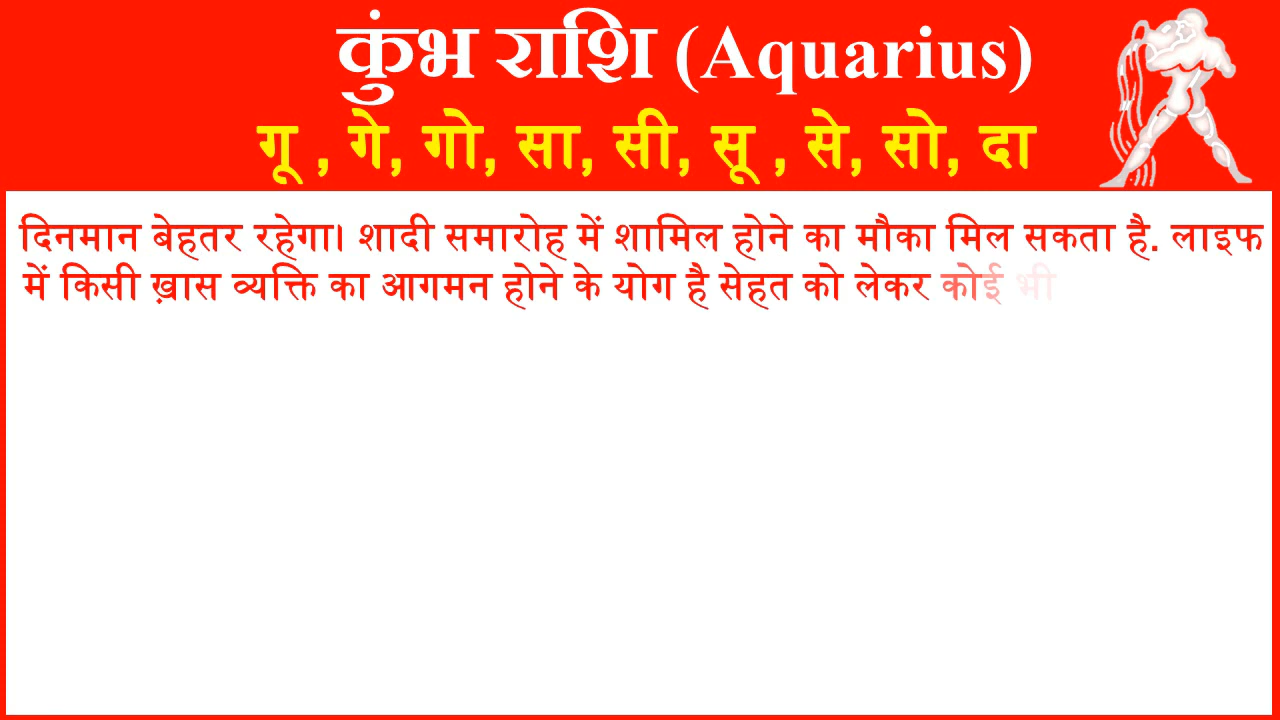 कुंभ राशि (Aquarius)
गू , गे, गो, सा, सी, सू , से, सो, दा
दिनमान बेहतर रहेगा। शादी समारोह में शामिल होने का मौका मिल सकता है. लाइफ
में किसी ख़ास व्यक्ति का आगमन होने के योग है सेहत को लेकर कोई भी